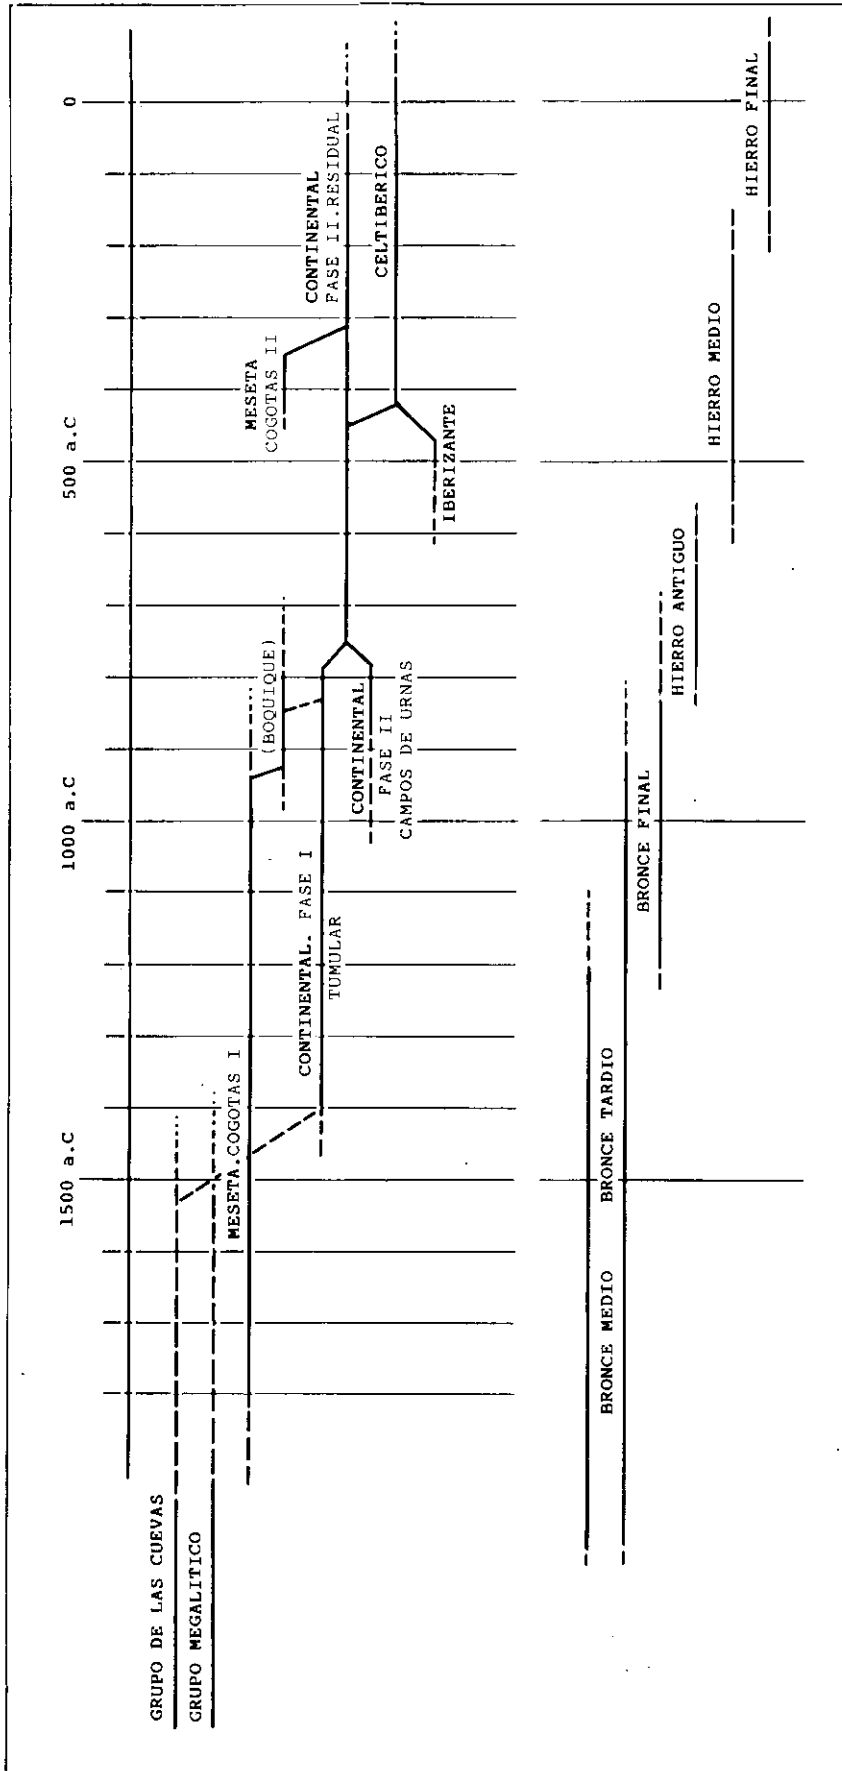 1500 a.C
1000 a.C
500 a.C
0
GRUPO DE LAS CUEVAS
GRUPO MEGALITICO
MESETA.COGOTAS I
(BOQUIQUE)
MESETA
COGOTAS II
CONTINENTAL. FASE I
TUMULAR
CONTINENTAL
FASE II
CAMPOS DE URNAS
CONTINENTAL
FASE II.RESIDUAL
CELTIBERICO
IBERIZANTE
BRONCE MEDIO
BRONCE TARDIO
BRONCE FINAL
HIERRO ANTIGUO
HIERRO MEDIO
HIERRO FINAL